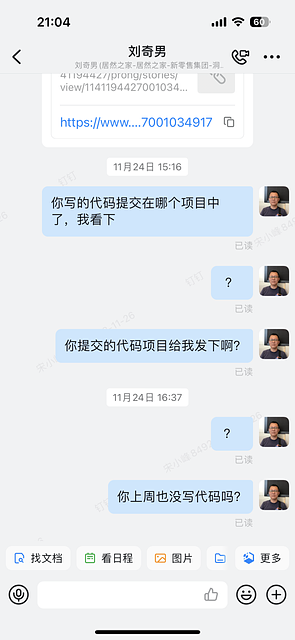 21:04
60
刘奇男
刘奇男(居然之家-居然之家-新零售集团-洞...
41194427/prong/stories/
view/1141194427001034...
https://www....7001034917
11月24日 15:16
你写的代码提交在哪个项目中
了，我看下
已读
?
已读
你提交的代码项目给我发下啊?
已读
11月24日 16:37
?
已读
你上周也没写代码吗?
已读
找文档
看日程
图片
更多